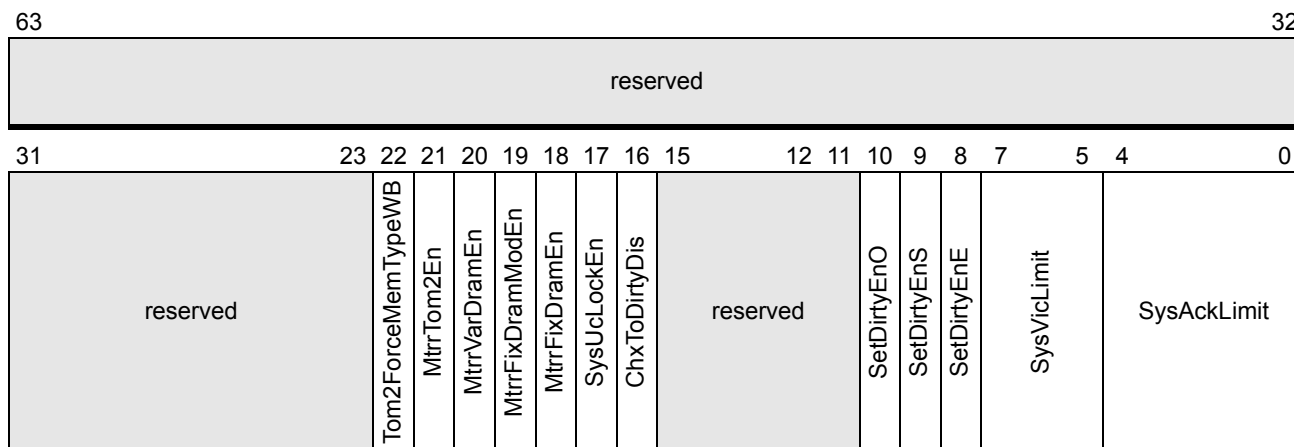 63 32
reserved
31 23 22 21 20 19 18 17 16 15 12 11 10 9 8 7 5 4 0
reserved
Tom2ForceMemTypeWB
MtrrTom2En
MtrrVarDramEn
MtrrFixDramModEn
MtrrFixDramEn
SysUcLockEn
ChxToDirtyDis
reserved
SetDirtyEnO
SetDirtyEnS
SetDirtyEnE
SysVicLimit
SysAckLimit